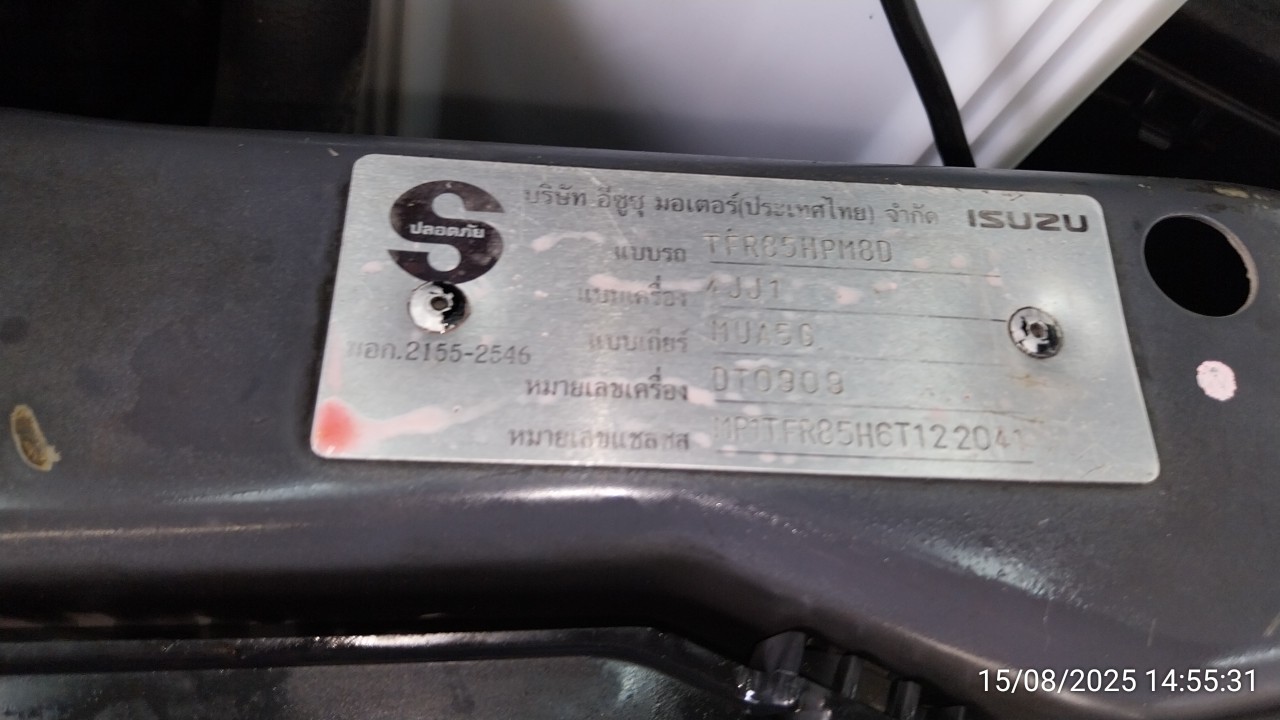 บริษัท อีซูซุ มอเตอร์(ประเทศไทย) จำกัด ISUZU
ปลอดภัย
แบบรถ TFR85HPM8D
แบบเครื่อง 4JJ1
แบบเกียร์ MUA5G
มอก.2155-2546
หมายเลขเครื่อง DT0909
หมายเลขแชสซีส MP1TFR85H6T122041
15/08/2025 14:55:31